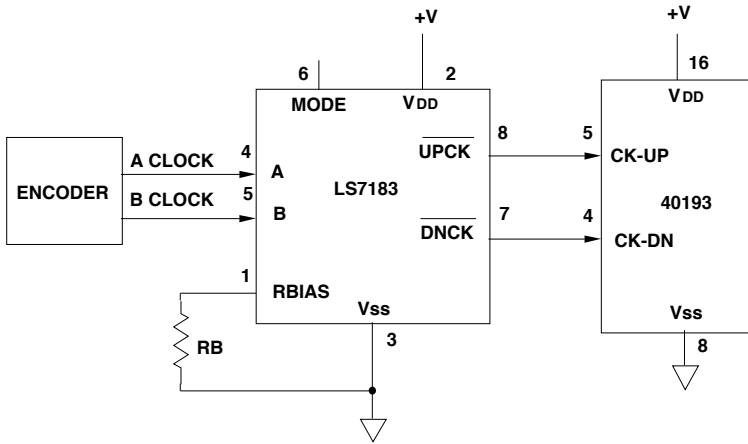 +V
+V
6
2
16
MODE
VDD
VDD
8
5
A CLOCK
4
UPCK
CK-UP
A
ENCODER
LS7183
B CLOCK
5
40193
B
7
4
DNCK
CK-DN
1
RBIAS
Vss
Vss
3
8
RB